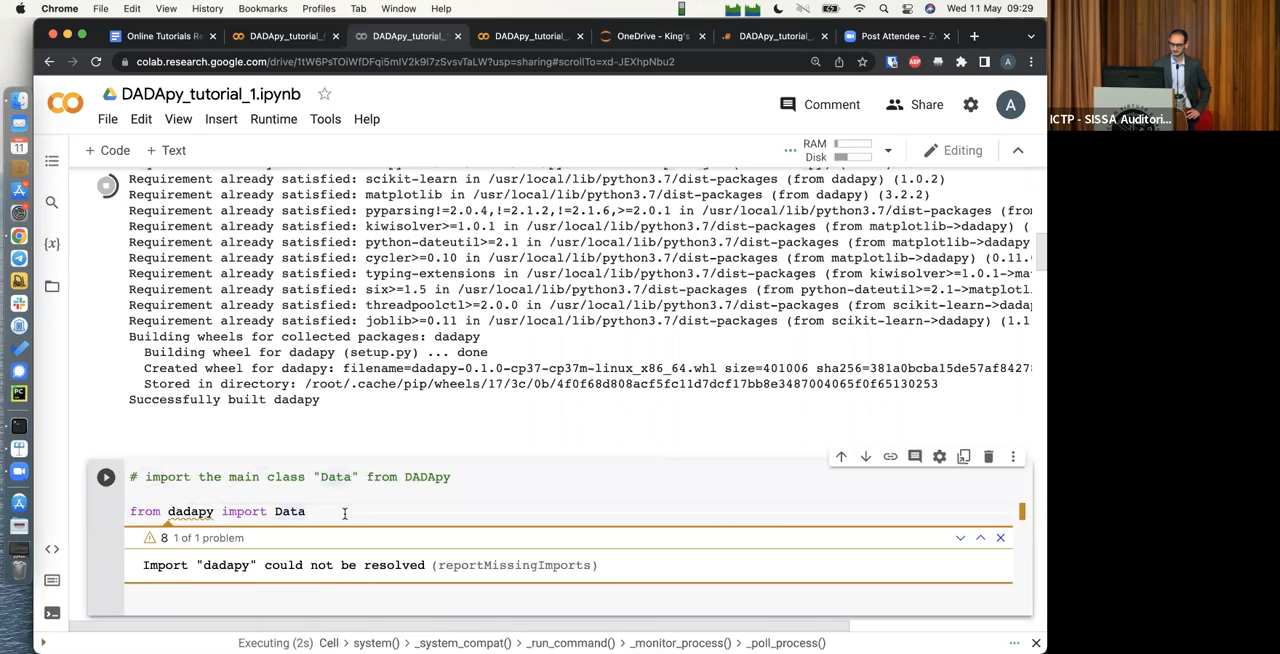 Chrome File Edit View History Bookmarks Profiles Tab Window Help Wed 11 May 09:29
Online Tutorials R DADApy_tutorial_ DADApy_tutorial_ DADApy_tutorial_ OneDrive - King's DADApy_tutorial_ Post Attendee - Z
colab.research.google.com/drive/1tW6PsTOiWfDFqi5mIV2k9I7zSvsvTaLW?usp=sharing#scrollTo=xd-JEXhpNbu2
DADApy_tutorial_1.ipynb
Comment Share A
File Edit View Insert Runtime Tools Help
+ Code + Text RAM Disk Editing
Requirement already satisfied: scikit-learn in /usr/local/lib/python3.7/dist-packages (from dadapy) (1.0.2)
Requirement already satisfied: matplotlib in /usr/local/lib/python3.7/dist-packages (from dadapy) (3.2.2)
Requirement already satisfied: pyparsing!=2.0.4,!=2.1.2,!=2.1.6,>=2.0.1 in /usr/local/lib/python3.7/dist-packages (from
Requirement already satisfied: kiwisolver>=1.0.1 in /usr/local/lib/python3.7/dist-packages (from matplotlib->dadapy) (
Requirement already satisfied: python-dateutil>=2.1 in /usr/local/lib/python3.7/dist-packages (from matplotlib->dadapy
Requirement already satisfied: cycler>=0.10 in /usr/local/lib/python3.7/dist-packages (from matplotlib->dadapy) (0.11.
Requirement already satisfied: typing-extensions in /usr/local/lib/python3.7/dist-packages (from kiwisolver>=1.0.1->ma
Requirement already satisfied: six>=1.5 in /usr/local/lib/python3.7/dist-packages (from python-dateutil>=2.1->matplotl
Requirement already satisfied: threadpoolctl>=2.0.0 in /usr/local/lib/python3.7/dist-packages (from scikit-learn->dada
Requirement already satisfied: joblib>=0.11 in /usr/local/lib/python3.7/dist-packages (from scikit-learn->dadapy) (1.1
Building wheels for collected packages: dadapy
Building wheel for dadapy (setup.py) ... done
Created wheel for dadapy: filename=dadapy-0.1.0-cp37-cp37m-linux_x86_64.whl size=401006 sha256=381a0bcba15de57af8427
Stored in directory: /root/.cache/pip/wheels/17/3c/0b/4f0f68d808acf5fc11d7dcf17bb8e3487004065f0f65130253
Successfully built dadapy
# import the main class "Data" from DADApy
from dadapy import Data
8 1 of 1 problem
Import "dadapy" could not be resolved (reportMissingImports)
Executing (2s) Cell > system() > _system_compat() > _run_command() > _monitor_process() > _poll_process()
ICTP - SISSA Auditori...